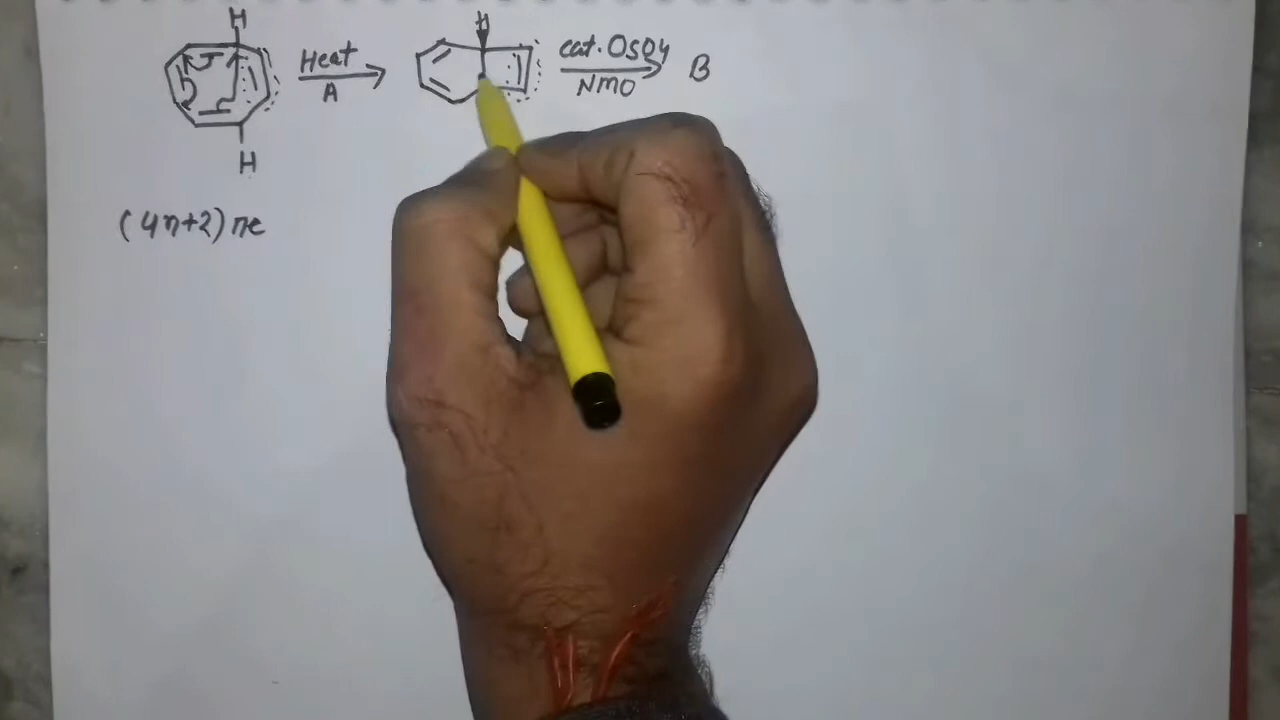 H
Heat
A
H
H
cat. OsO4
NMO
B
(4n+2)πe